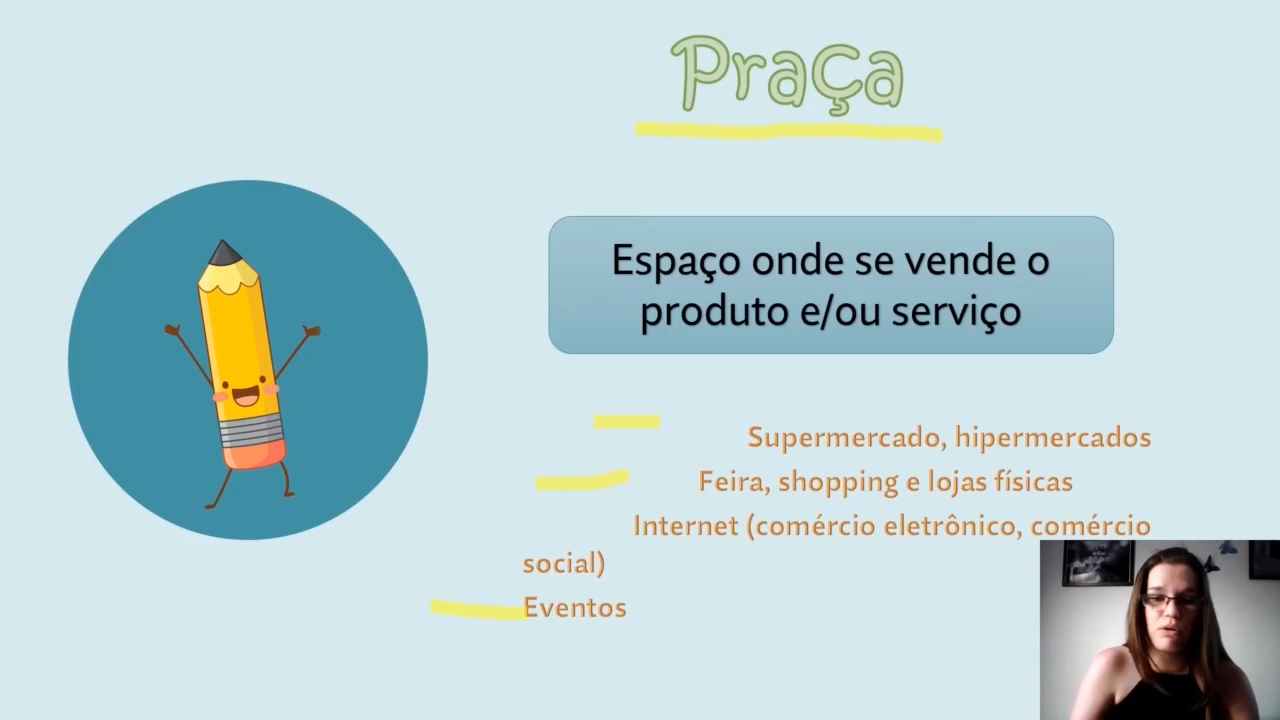 Praça
Espaço onde se vende o
produto e/ou serviço
Supermercado, hipermercados
Feira, shopping e lojas físicas
Internet (comércio eletrônico, comércio
social)
Eventos